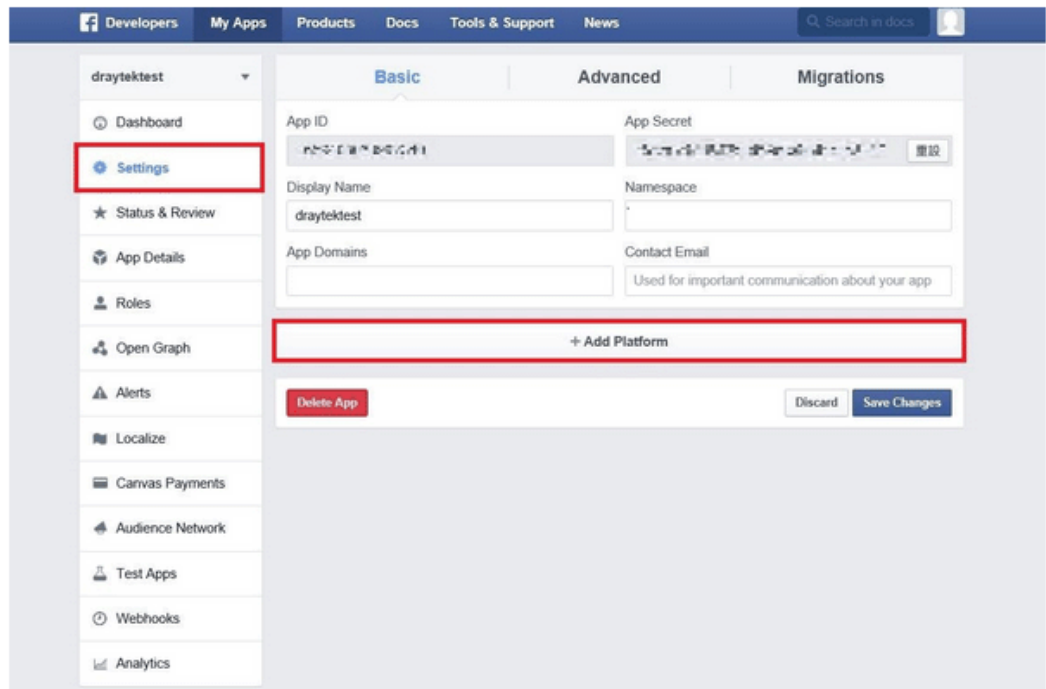 Developers My Apps Products Docs Tools & Support News Search in docs
draytektest
Basic Advanced Migrations
Dashboard
Settings
Status & Review
App Details
Roles
Open Graph
Alerts
Localize
Canvas Payments
Audience Network
Test Apps
Webhooks
Analytics
App ID
App Secret
重設
Display Name
draytektest
Namespace
App Domains
Contact Email
Used for important communication about your app
+ Add Platform
Delete App
Discard
Save Changes